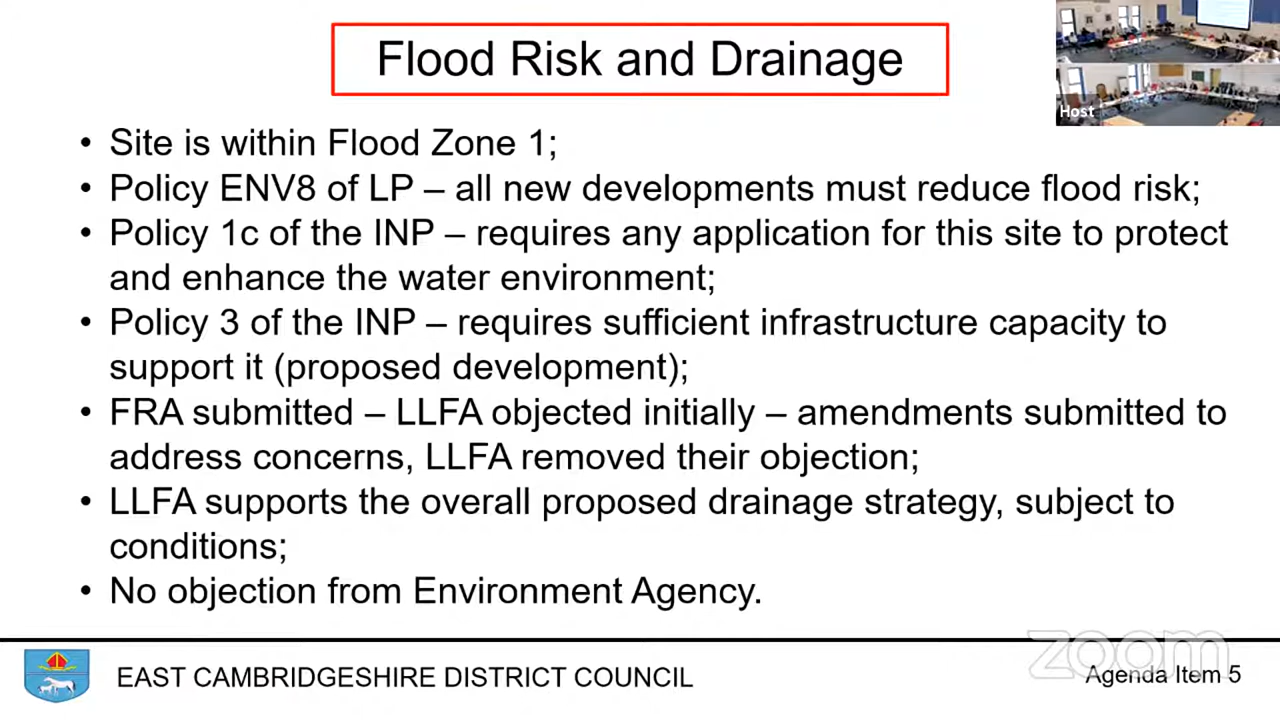 Flood Risk and Drainage
Host
• Site is within Flood Zone 1;
• Policy ENV8 of LP – all new developments must reduce flood risk;
• Policy 1c of the INP – requires any application for this site to protect
and enhance the water environment;
• Policy 3 of the INP – requires sufficient infrastructure capacity to
support it (proposed development);
• FRA submitted – LLFA objected initially – amendments submitted to
address concerns, LLFA removed their objection;
• LLFA supports the overall proposed drainage strategy, subject to
conditions;
• No objection from Environment Agency.
zoom
EAST CAMBRIDGESHIRE DISTRICT COUNCIL
Agenda Item 5